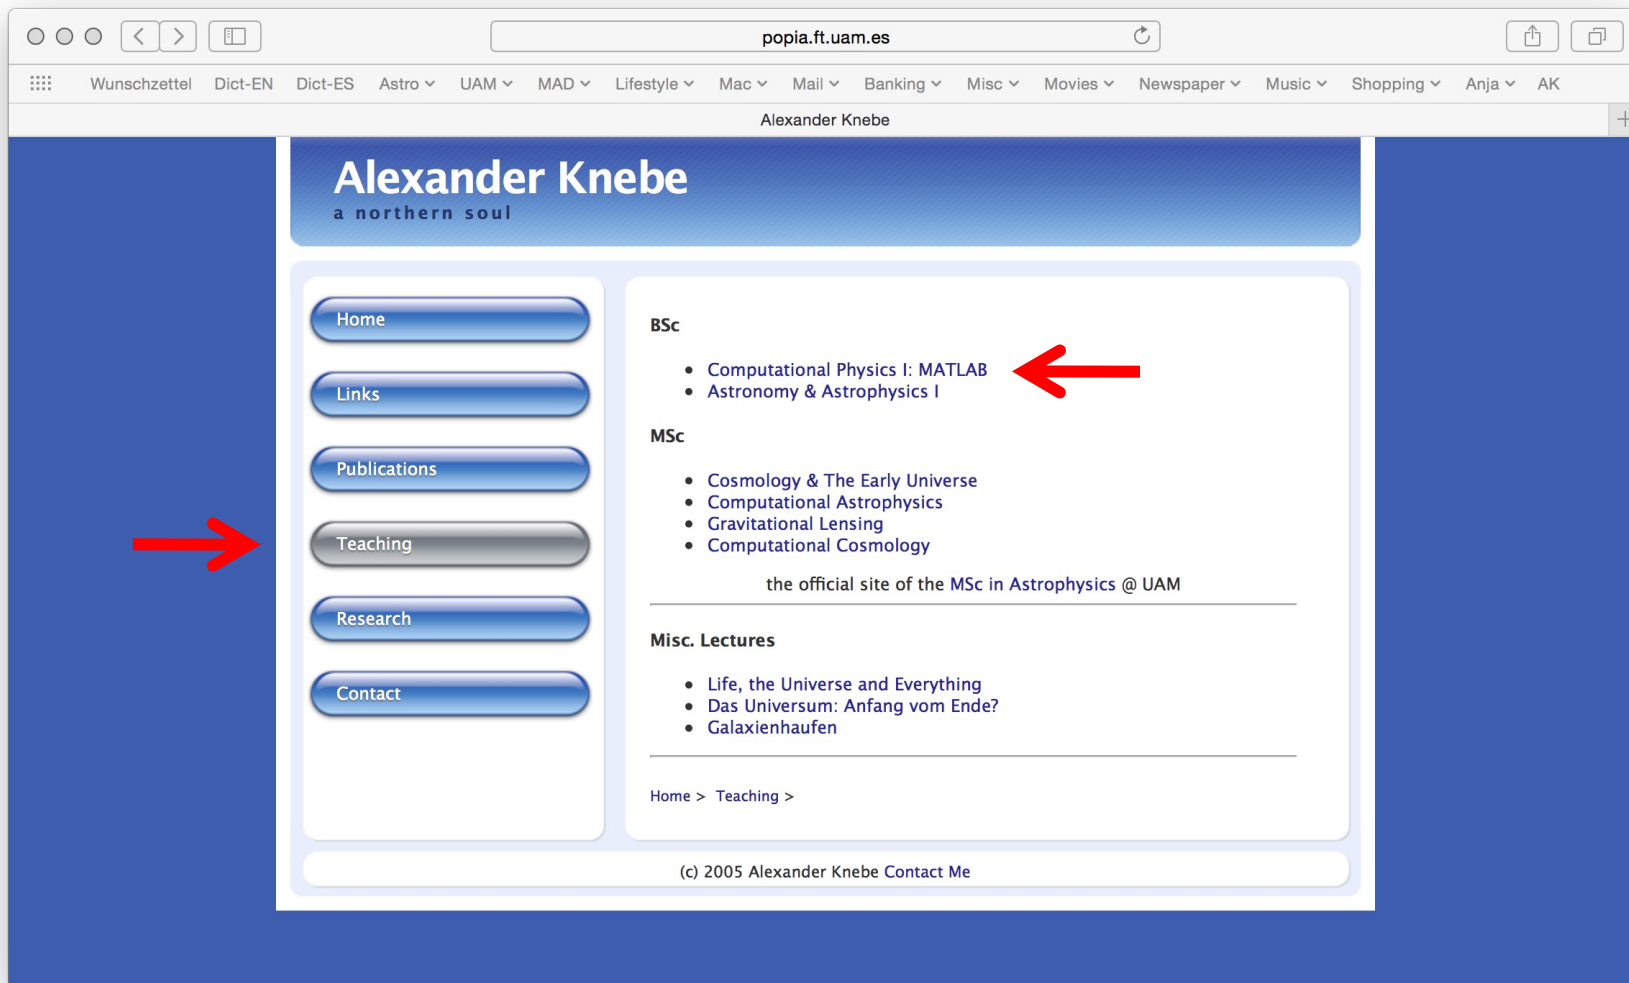 popia.ft.uam.es
Wunschzettel Dict-EN Dict-ES Astro UAM MAD Lifestyle Mac Mail Banking Misc Movies Newspaper Music Shopping Anja AK
Alexander Knebe
Alexander Knebe
a northern soul
Home
Links
Publications
Teaching
Research
Contact
BSc
• Computational Physics I: MATLAB
• Astronomy & Astrophysics I
MSc
• Cosmology & The Early Universe
• Computational Astrophysics
• Gravitational Lensing
• Computational Cosmology
the official site of the MSc in Astrophysics @ UAM
Misc. Lectures
• Life, the Universe and Everything
• Das Universum: Anfang vom Ende?
• Galaxienhaufen
Home > Teaching >
(c) 2005 Alexander Knebe Contact Me